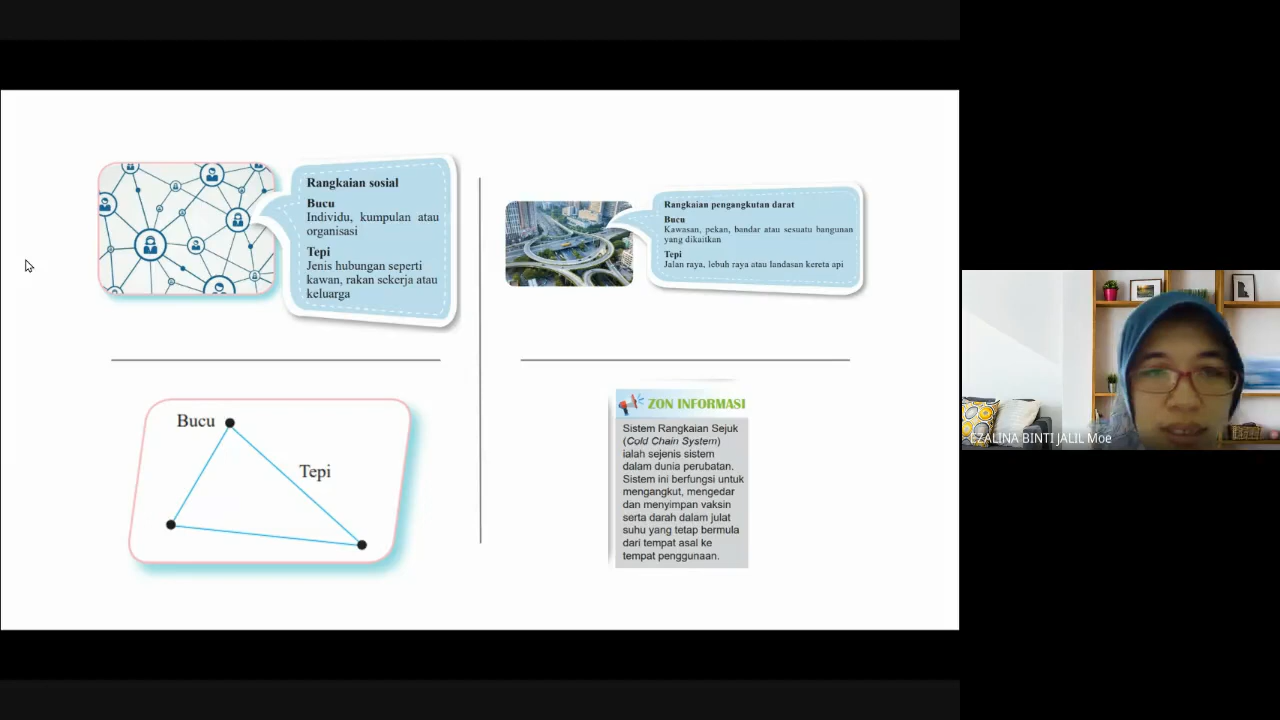 Rangkaian sosial
Bucu
Individu, kumpulan atau
organisasi
Tepi
Jenis hubungan seperti
kawan, rakan sekerja atau
keluarga
Rangkaian pengangkutan darat
Bucu
Kawasan, pekan, bandar atau sesuatu bangunan
yang dikaitkan
Tepi
Jalan raya, lebuh raya atau landasan kereta api
Bucu
Tepi
ZON INFORMASI
Sistem Rangkaian Sejuk
(Cold Chain System)
ialah sejenis sistem
dalam dunia perubatan.
Sistem ini berfungsi untuk
mengangkut, mengedar
dan menyimpan vaksin
serta darah dalam julat
suhu yang tetap bermula
dari tempat asal ke
tempat penggunaan.
EZALINA BINTI JALIL Moe